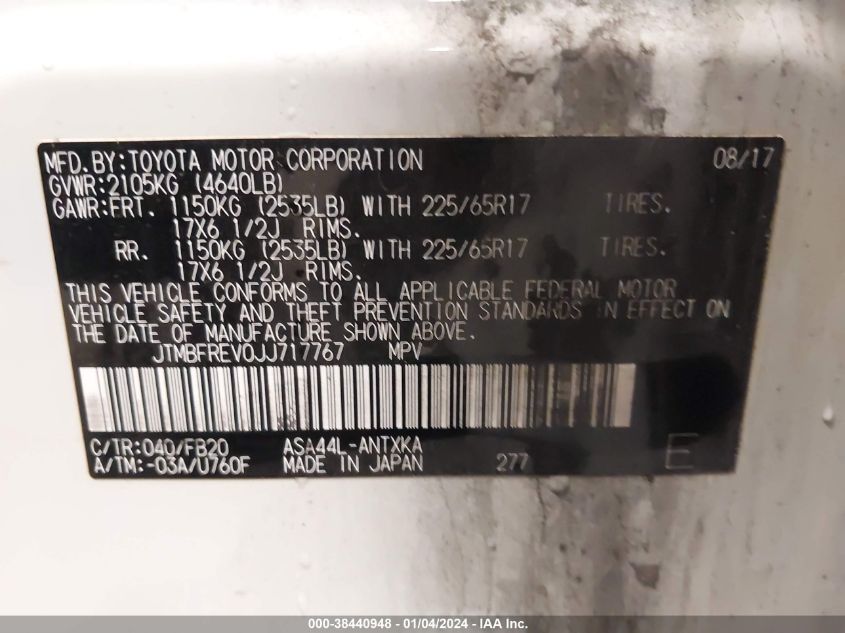 MFD.BY:TOYOTA MOTOR CORPORATION 08/17
GVWR:2105KG (4640LB)
GAWR:FRT. 1150KG (2535LB) WITH 225/65R17 TIRES.
17X6 1/2J RIMS.
RR. 1150KG (2535LB) WITH 225/65R17 TIRES.
17X6 1/2J RIMS.
THIS VEHICLE CONFORMS TO ALL APPLICABLE FEDERAL MOTOR
VEHICLE SAFETY AND THEFT PREVENTION STANDARDS IN EFFECT ON
THE DATE OF MANUFACTURE SHOWN ABOVE.
JTMBFREV0JJ717767 MPV
C/TR:040/FB20 ASA44L-ANTXKA
A/TM:-03A/U760F MADE IN JAPAN 277 E
000-38440948 - 01/04/2024 - IAA Inc.